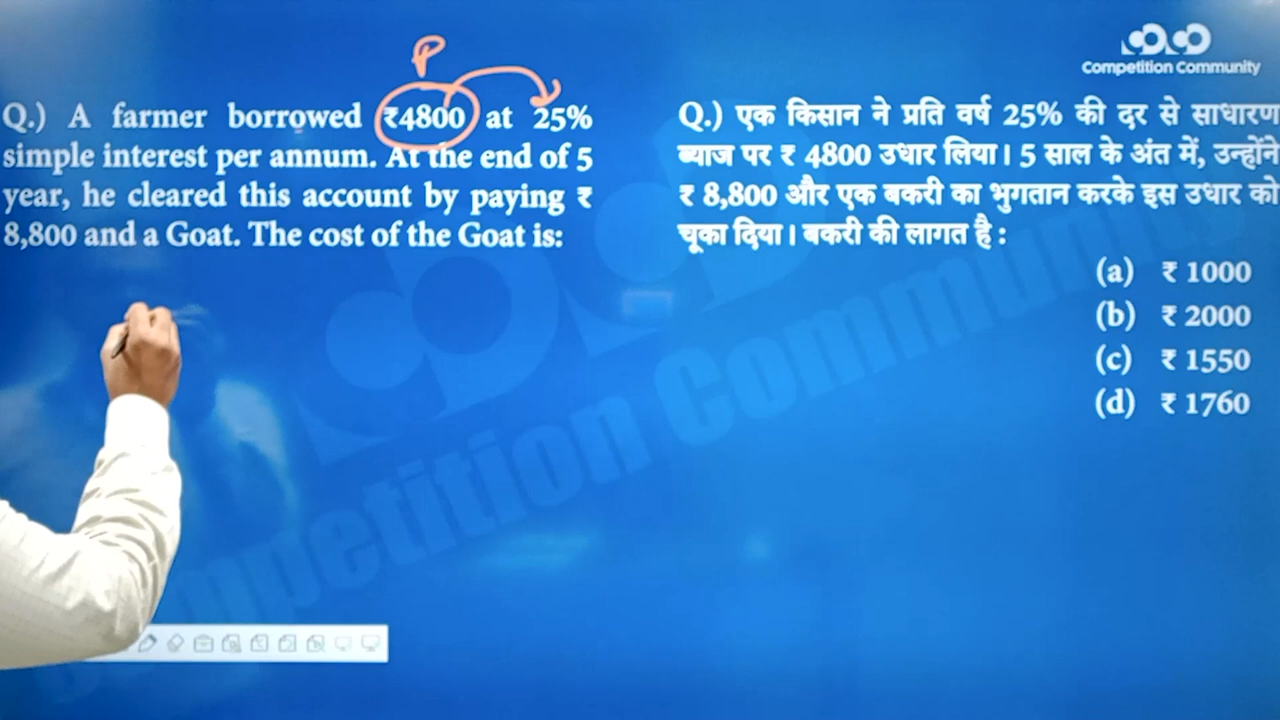 P
Competition Community
Q.) A farmer borrowed ₹4800 at 25%
simple interest per annum. At the end of 5
year, he cleared this account by paying ₹
8,800 and a Goat. The cost of the Goat is:
Q.) एक किसान ने प्रति वर्ष 25% की दर से साधारण
ब्याज पर ₹ 4800 उधार लिया। 5 साल के अंत में, उन्होंने
₹ 8,800 और एक बकरी का भुगतान करके इस उधार को
चूका दिया। बकरी की लागत है :
(a) ₹ 1000
(b) ₹ 2000
(c) ₹ 1550
(d) ₹ 1760
Competition Community